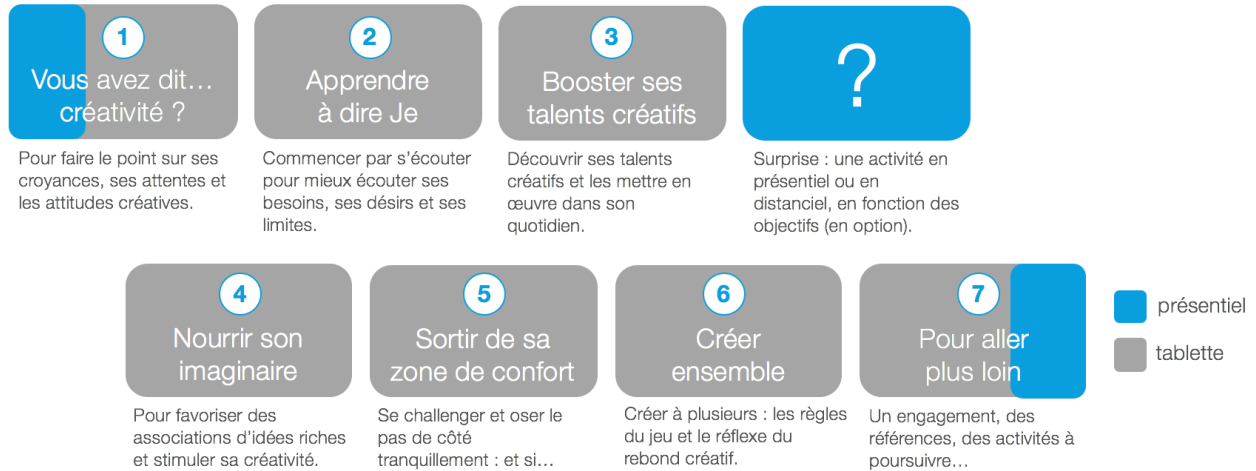 1
Vous avez dit…
créativité ?
Pour faire le point sur ses
croyances, ses attentes et
les attitudes créatives.
2
Apprendre
à dire Je
Commencer par s'écouter
pour mieux écouter ses
besoins, ses désirs et ses
limites.
3
Booster ses
talents créatifs
Découvrir ses talents
créatifs et les mettre en
œuvre dans son
quotidien.
?
Surprise : une activité en
présentiel ou en
distanciel, en fonction des
objectifs (en option).
4
Nourrir son
imaginaire
Pour favoriser des
associations d'idées riches
et stimuler sa créativité.
5
Sortir de sa
zone de confort
Se challenger et oser le
pas de côté
tranquillement : et si…
6
Créer
ensemble
Créer à plusieurs : les règles
du jeu et le réflexe du
rebond créatif.
7
Pour aller
plus loin
Un engagement, des
références, des activités à
poursuivre…
présentiel
tablette